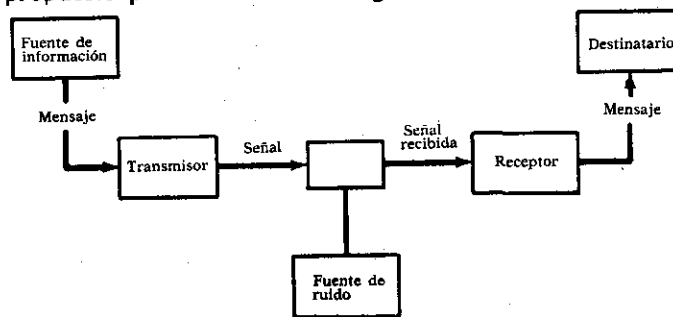 Fuente de
información
Destinatario
Mensaje
Mensaje
Transmisor
Señal
Señal
recibida
Receptor
Fuente de
ruido